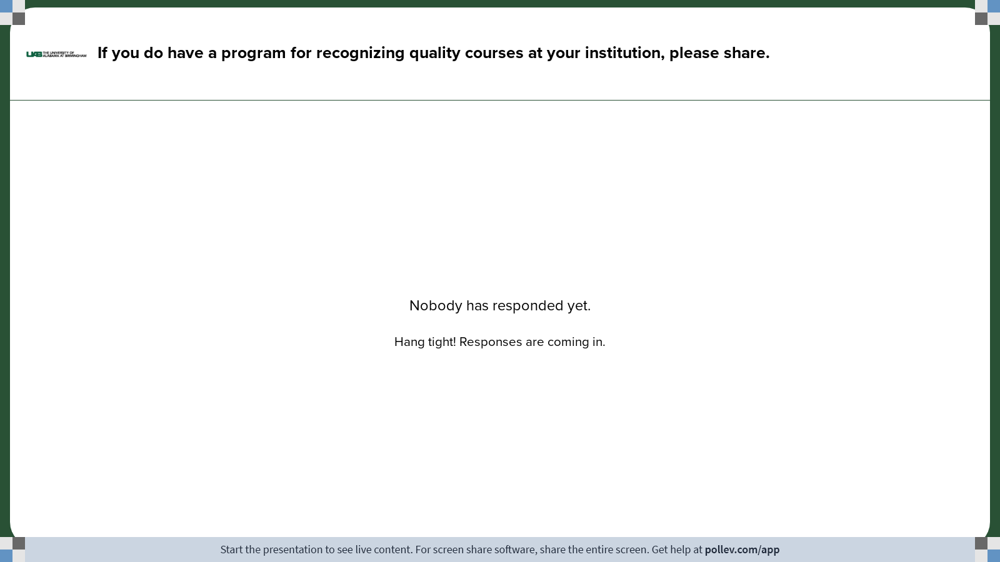 UAB THE UNIVERSITY OF
ALABAMA AT BIRMINGHAM
If you do have a program for recognizing quality courses at your institution, please share.
Nobody has responded yet.
Hang tight! Responses are coming in.
Start the presentation to see live content. For screen share software, share the entire screen. Get help at pollev.com/app